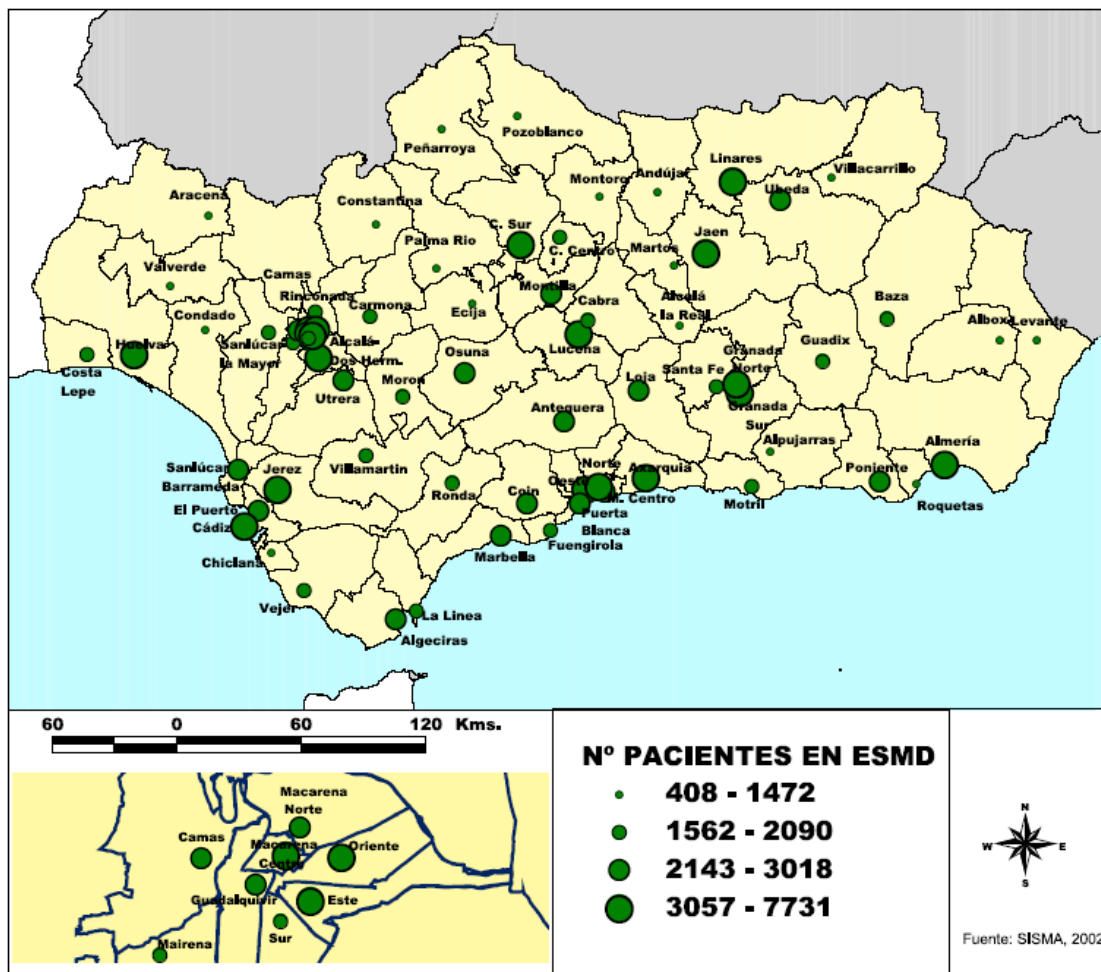 Pozoblanco
Peñarroya
Linares
Villacarrillo
Andújar
Montoro
Ubeda
Aracena
Constantina
C. Sur
Jaen
C. Centro
Palma Rio
Martos
Valverde
Camas
Montilla
Rinconada
Carmona
Cabra
Alcalá
la Real
Baza
Ecija
Condado
Albox
Levante
Huelva
Sanlúcar
la Mayor
Alcalá
Dos Herm.
Osuna
Lucena
Granada
Norte
Guadix
Santa Fe
Costa
Lepe
Utrera
Moron
Loja
Granada
Sur
Antequera
Alpujarras
Almería
Sanlúcar
Barrameda
Jerez
Villamartin
Ronda
Coin
Norte
Oeste
Axarquia
M. Centro
Poniente
Motril
Roquetas
El Puerto
Cádiz
Puerta
Blanca
Fuengirola
Marbella
Chiclana
Vejer
La Linea
Algeciras
60 0 60 120 Kms.
Macarena
Norte
Camas
Macarena
Centro
Oriente
Guadalquivir
Este
Sur
Mairena
Nº PACIENTES EN ESMD
408 - 1472
1562 - 2090
2143 - 3018
3057 - 7731
N
W E
S
Fuente: SISMA, 2002